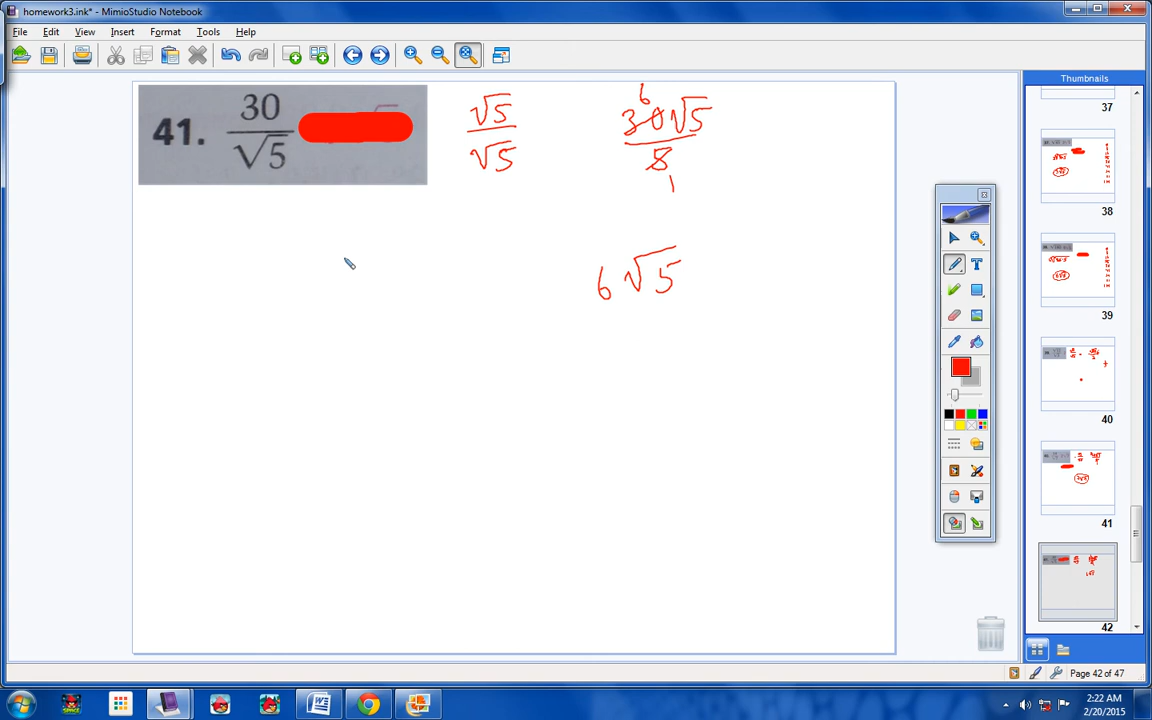 homework3.ink* - MimioStudio Notebook
File Edit View Insert Format Tools Help
41. 30/√5
√5/√5
6
30√5/5
1
6√5
Thumbnails
37
38
39
40
41
42
Page 42 of 47
2:22 AM
2/20/2015